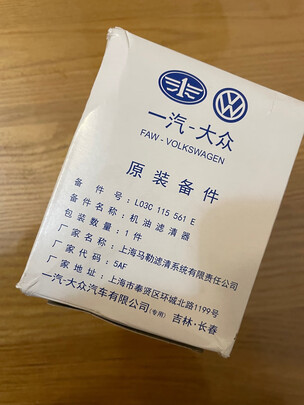 一汽-大众
FAW-VOLKSWAGEN
原装备件
备件号：L03C 115 561 E
备件名称：机油滤清器
包装数量：1件
厂家名称：上海马勒滤清系统有限责任公司
厂家代码：5AF
厂家地址：上海市奉贤区环城北路1199号
一汽-大众汽车有限公司(专用) 吉林·长春